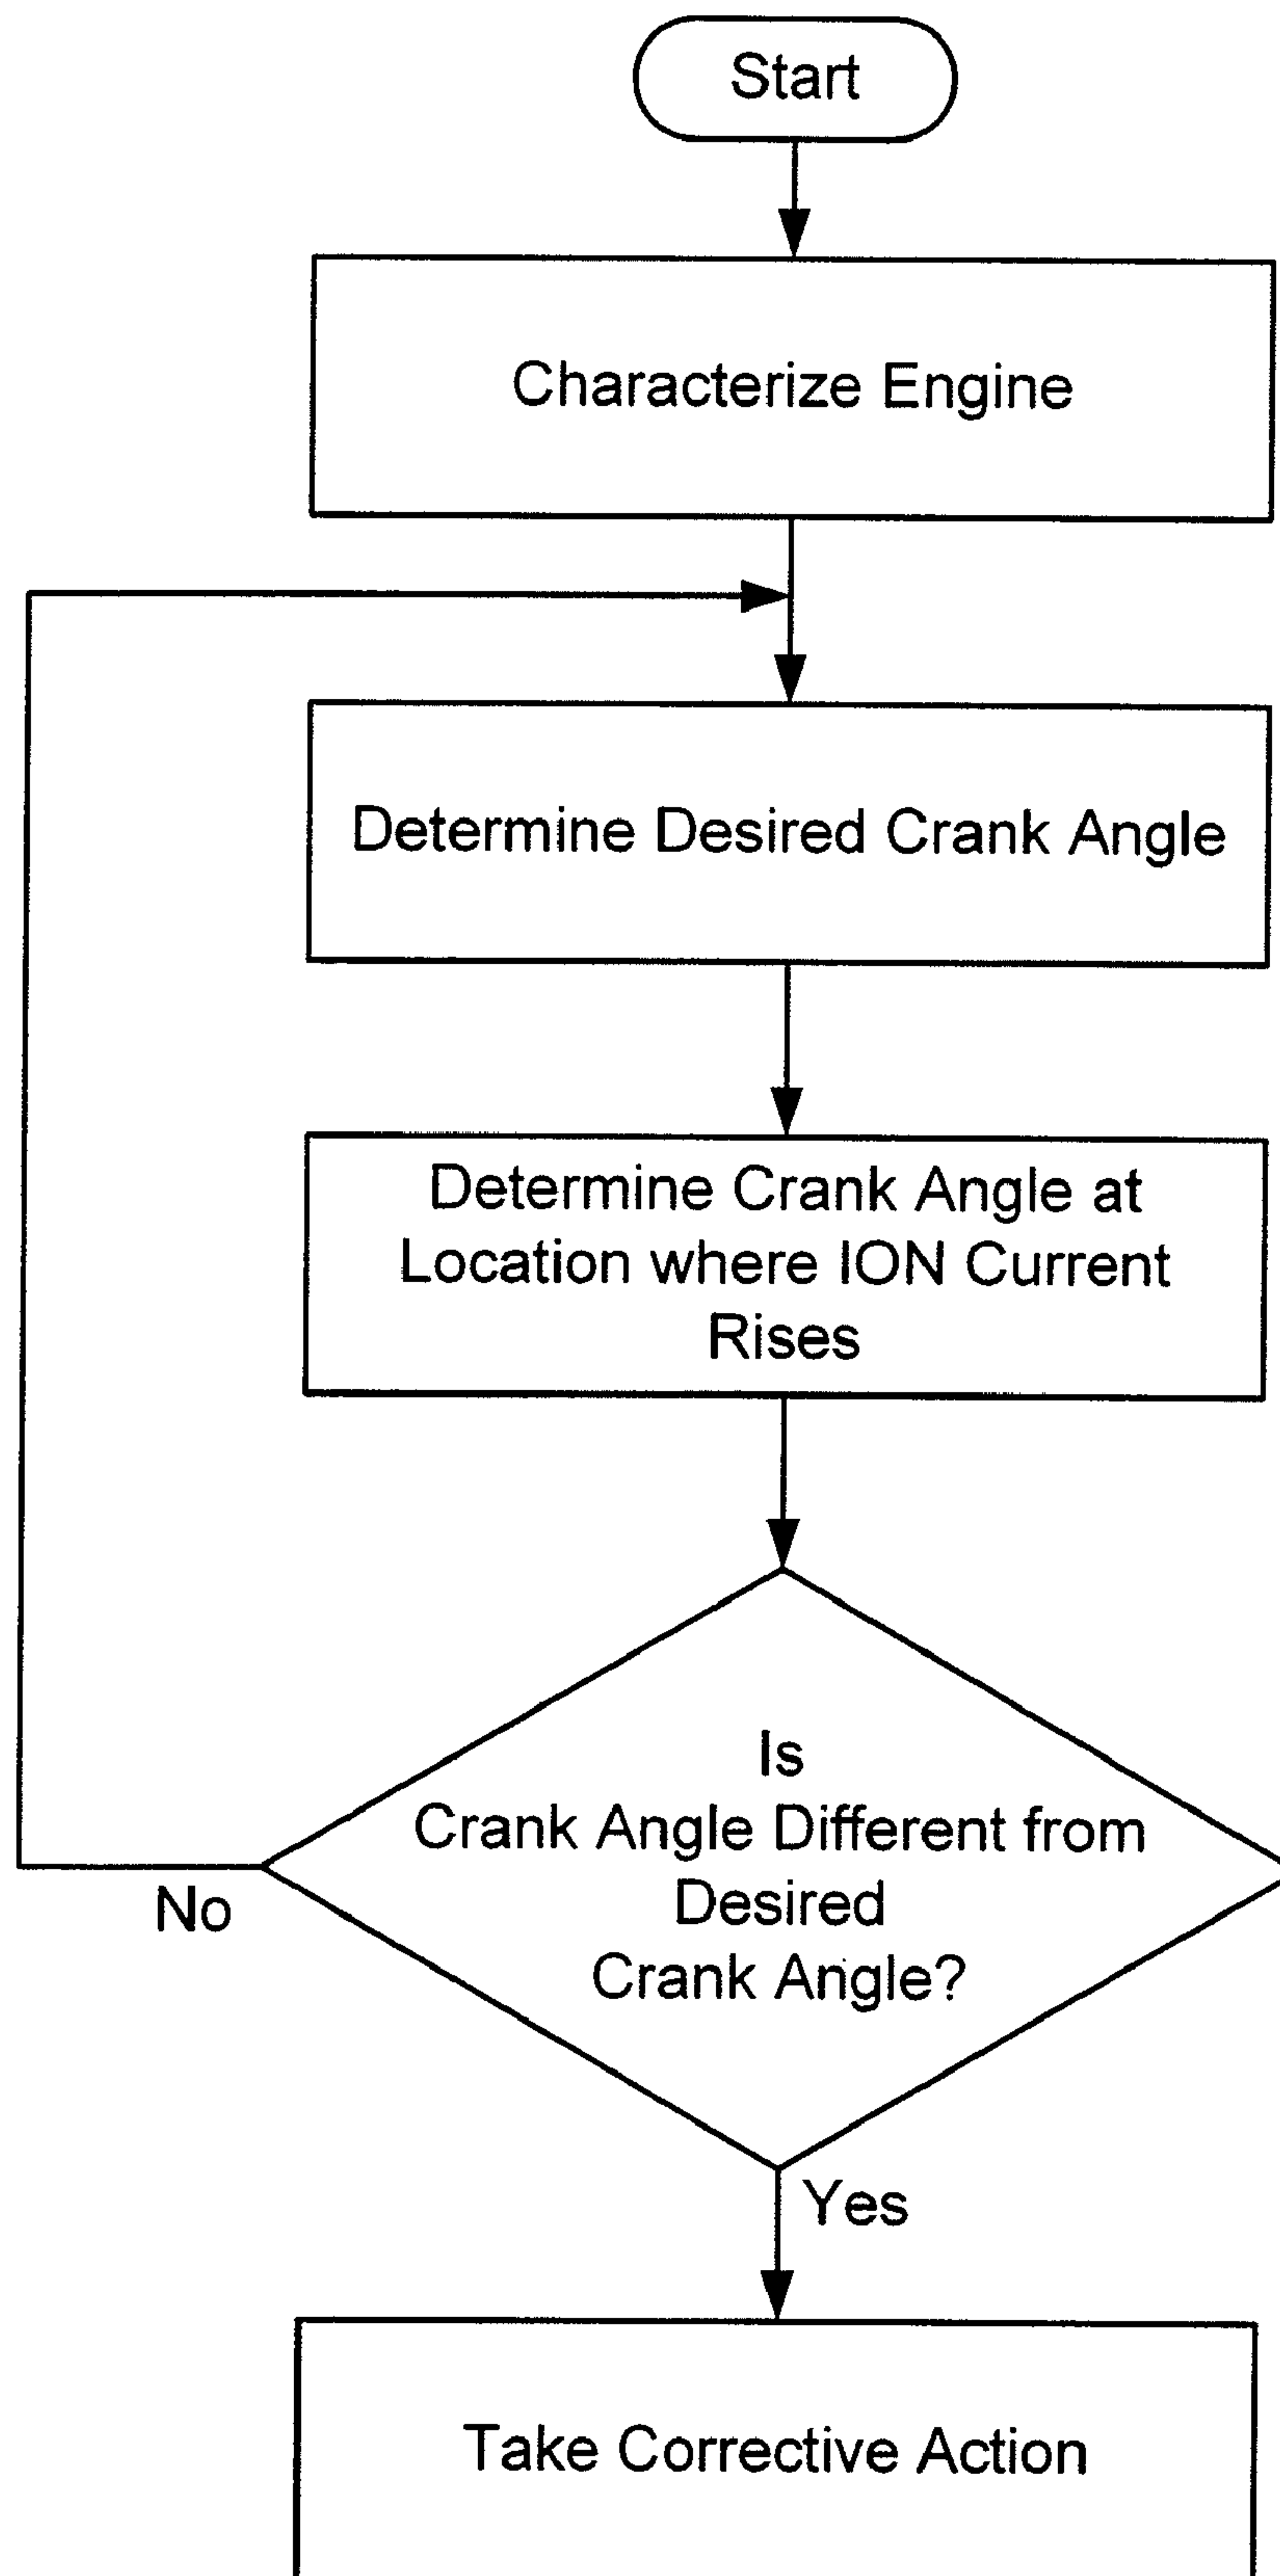 Start
Characterize Engine
Determine Desired Crank Angle
Determine Crank Angle at
Location where ION Current
Rises
Is
Crank Angle Different from
Desired
Crank Angle?
No
Yes
Take Corrective Action